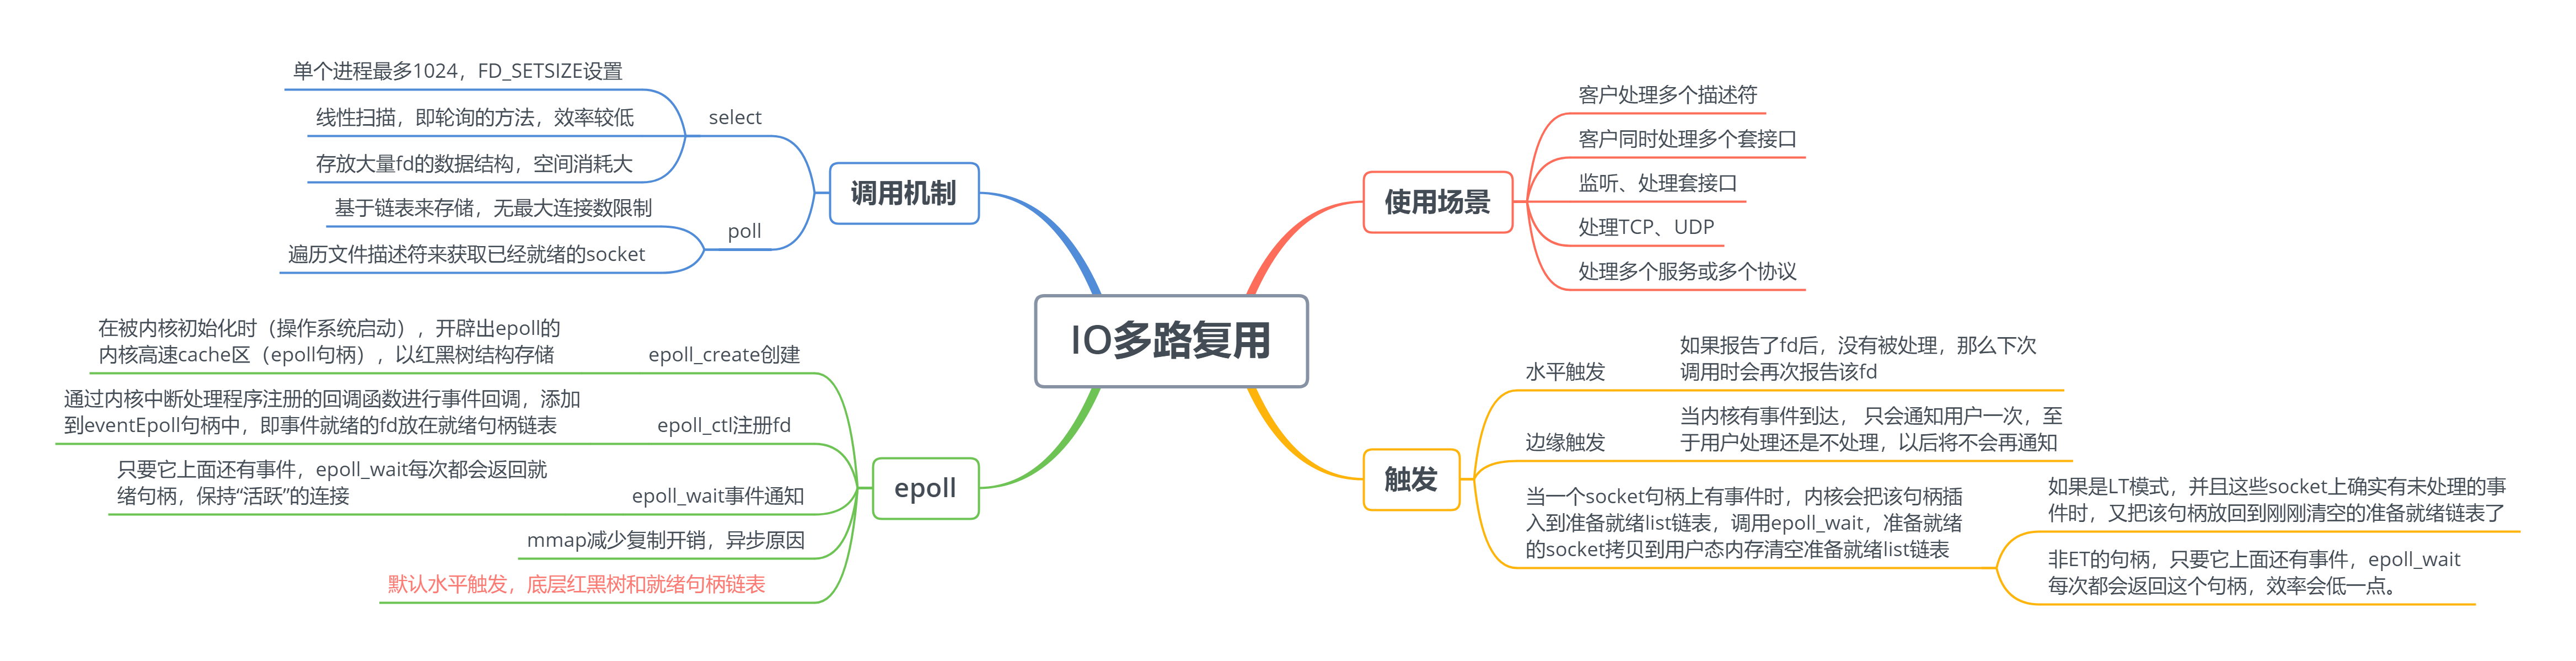 IO多路复用
调用机制
select
单个进程最多1024，FD_SETSIZE设置
线性扫描，即轮询的方法，效率较低
存放大量fd的数据结构，空间消耗大
poll
基于链表来存储，无最大连接数限制
遍历文件描述符来获取已经就绪的socket
epoll
epoll_create创建
在被内核初始化时（操作系统启动），开辟出epoll的
内核高速cache区（epoll句柄），以红黑树结构存储
epoll_ctl注册fd
通过内核中断处理程序注册的回调函数进行事件回调，添加
到eventEpoll句柄中，即事件就绪的fd放在就绪句柄链表
epoll_wait事件通知
只要它上面还有事件，epoll_wait每次都会返回就
绪句柄，保持“活跃”的连接
mmap减少复制开销，异步原因
默认水平触发，底层红黑树和就绪句柄链表
使用场景
客户处理多个描述符
客户同时处理多个套接口
监听、处理套接口
处理TCP、UDP
处理多个服务或多个协议
触发
水平触发
如果报告了fd后，没有被处理，那么下次
调用时会再次报告该fd
边缘触发
当内核有事件到达， 只会通知用户一次，至
于用户处理还是不处理，以后将不会再通知
当一个socket句柄上有事件时，内核会把该句柄插
入到准备就绪list链表，调用epoll_wait，准备就绪
的socket拷贝到用户态内存清空准备就绪list链表
如果是LT模式，并且这些socket上确实有未处理的事
件时，又把该句柄放回到刚刚清空的准备就绪链表了
非ET的句柄，只要它上面还有事件，epoll_wait
每次都会返回这个句柄，效率会低一点。